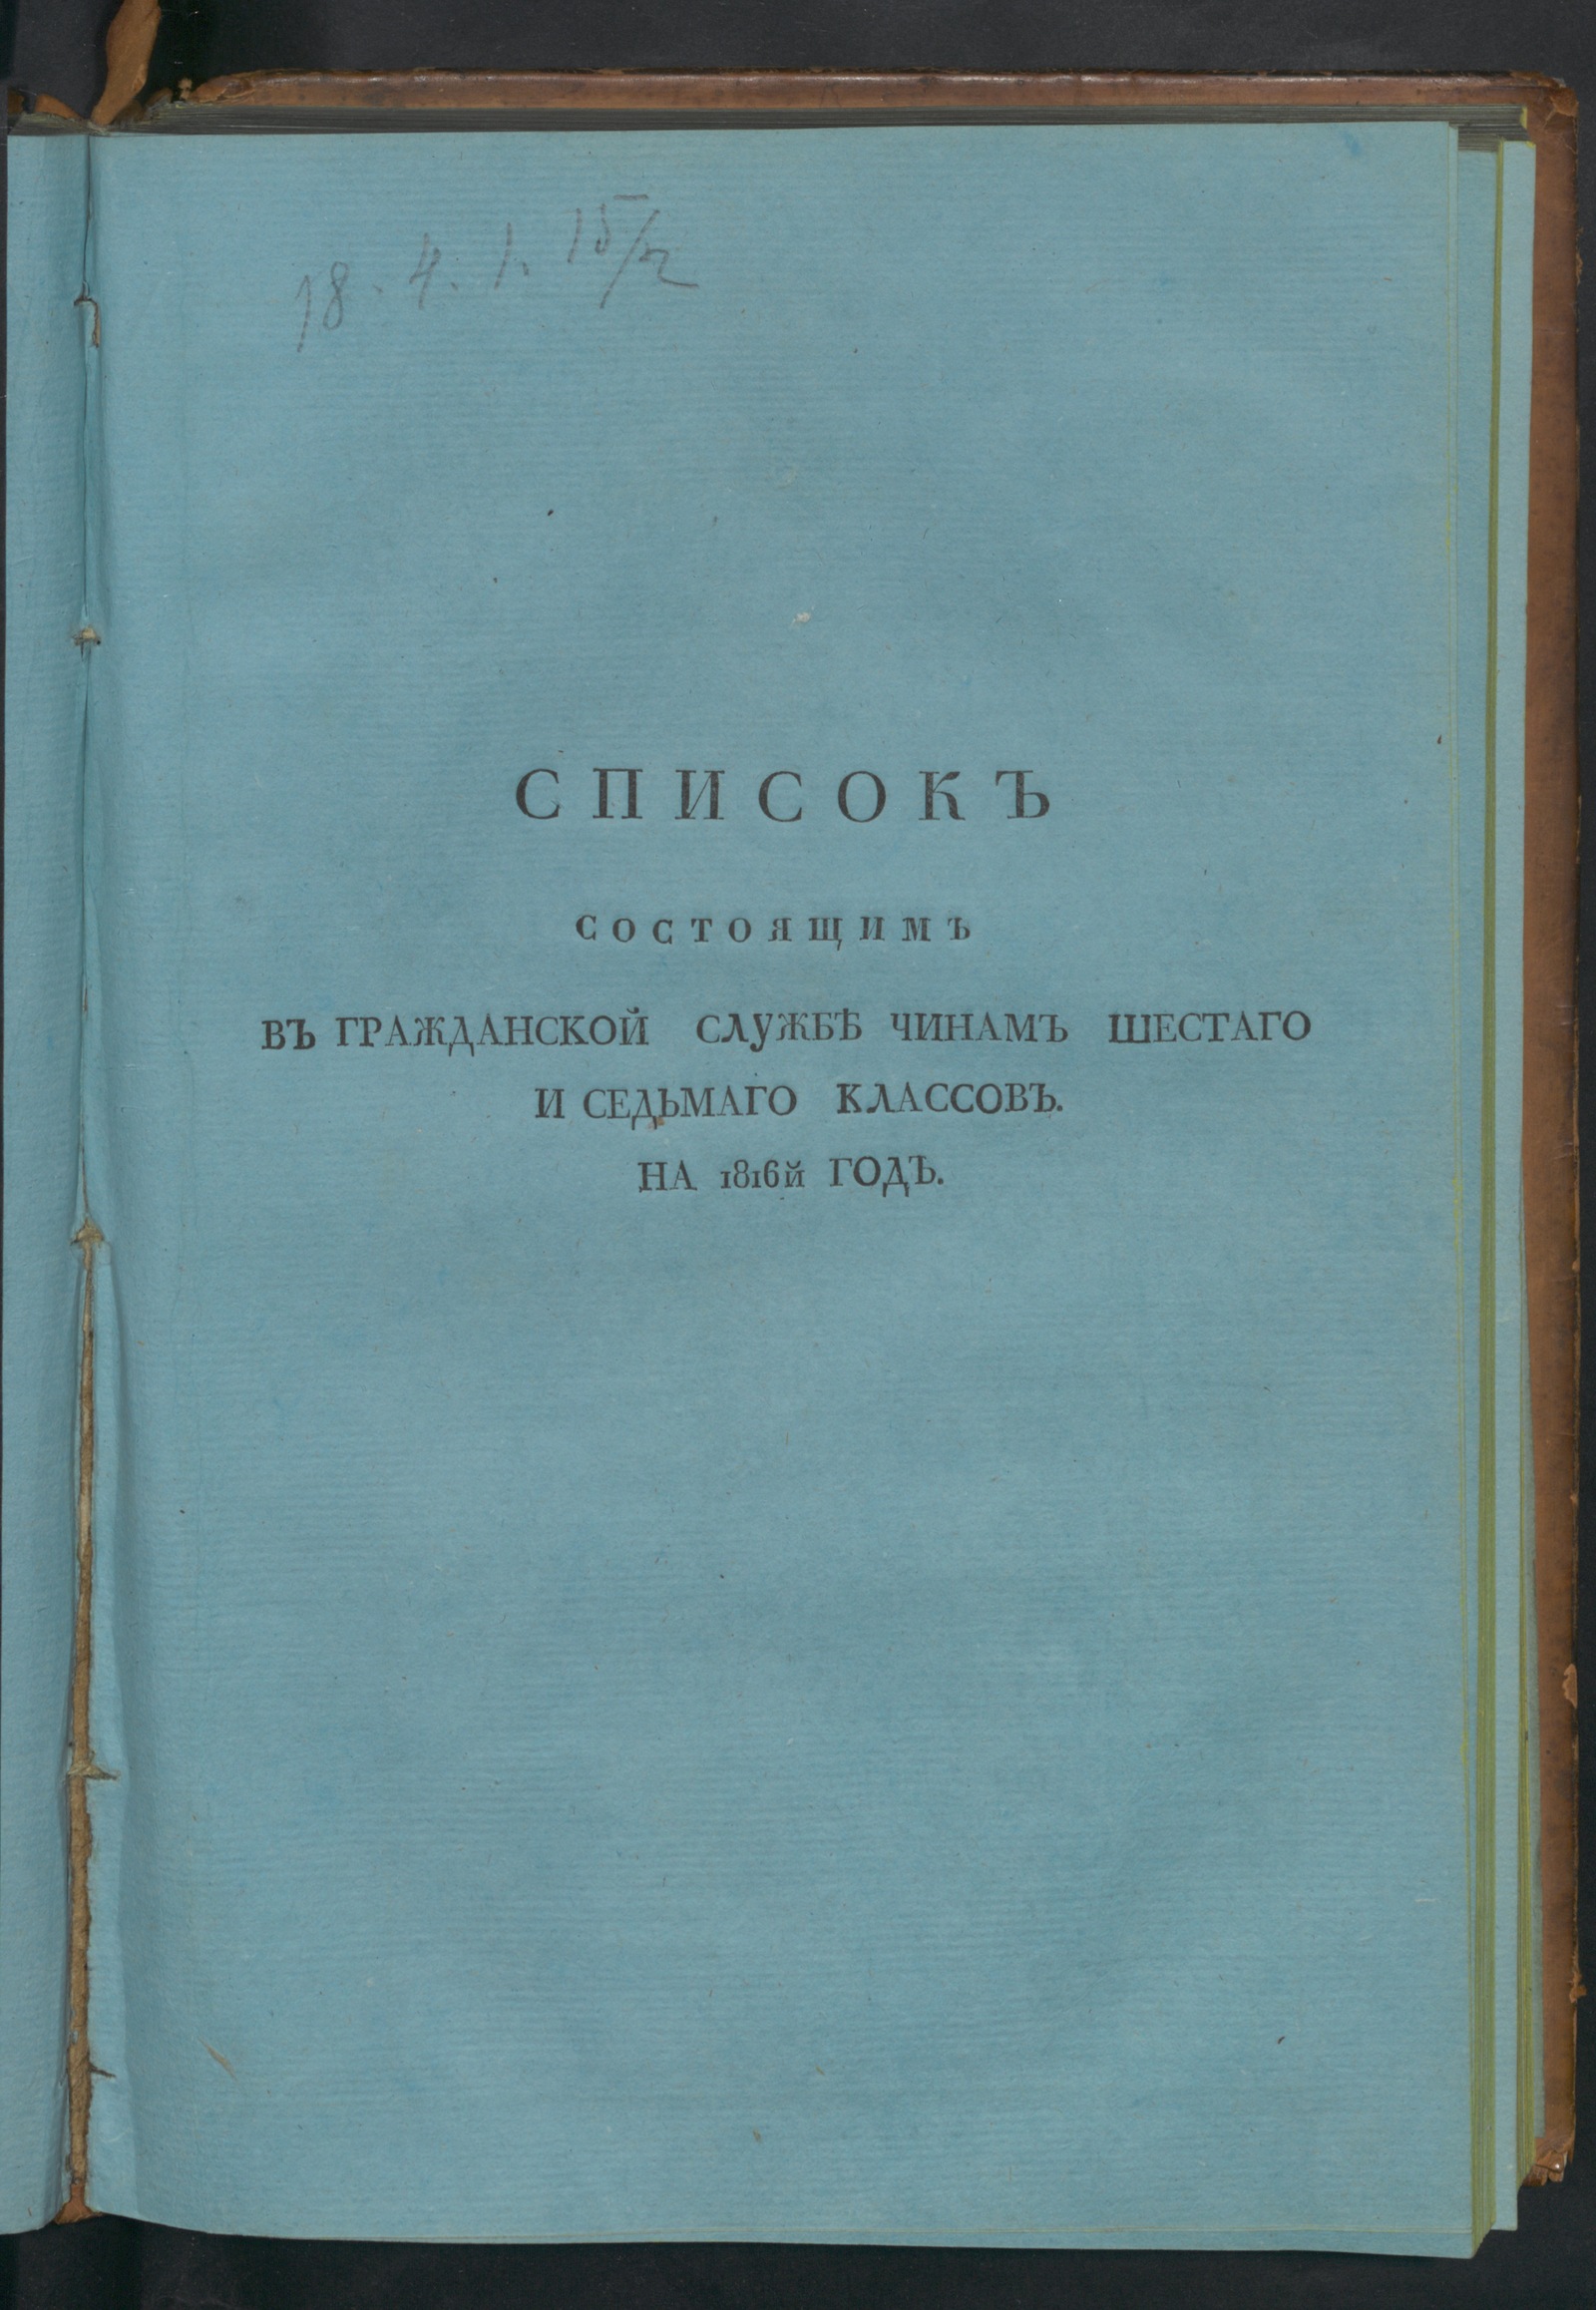 18. 4. 1. 15/2
СПИСОКЪ
СОСТОЯЩИМЪ
ВЪ ГРАЖДАНСКОЙ СЛУЖБѢ ЧИНАМЪ ШЕСТАГО
И СЕДЬМАГО КЛАССОВЪ.
НА 1816й ГОДЪ.